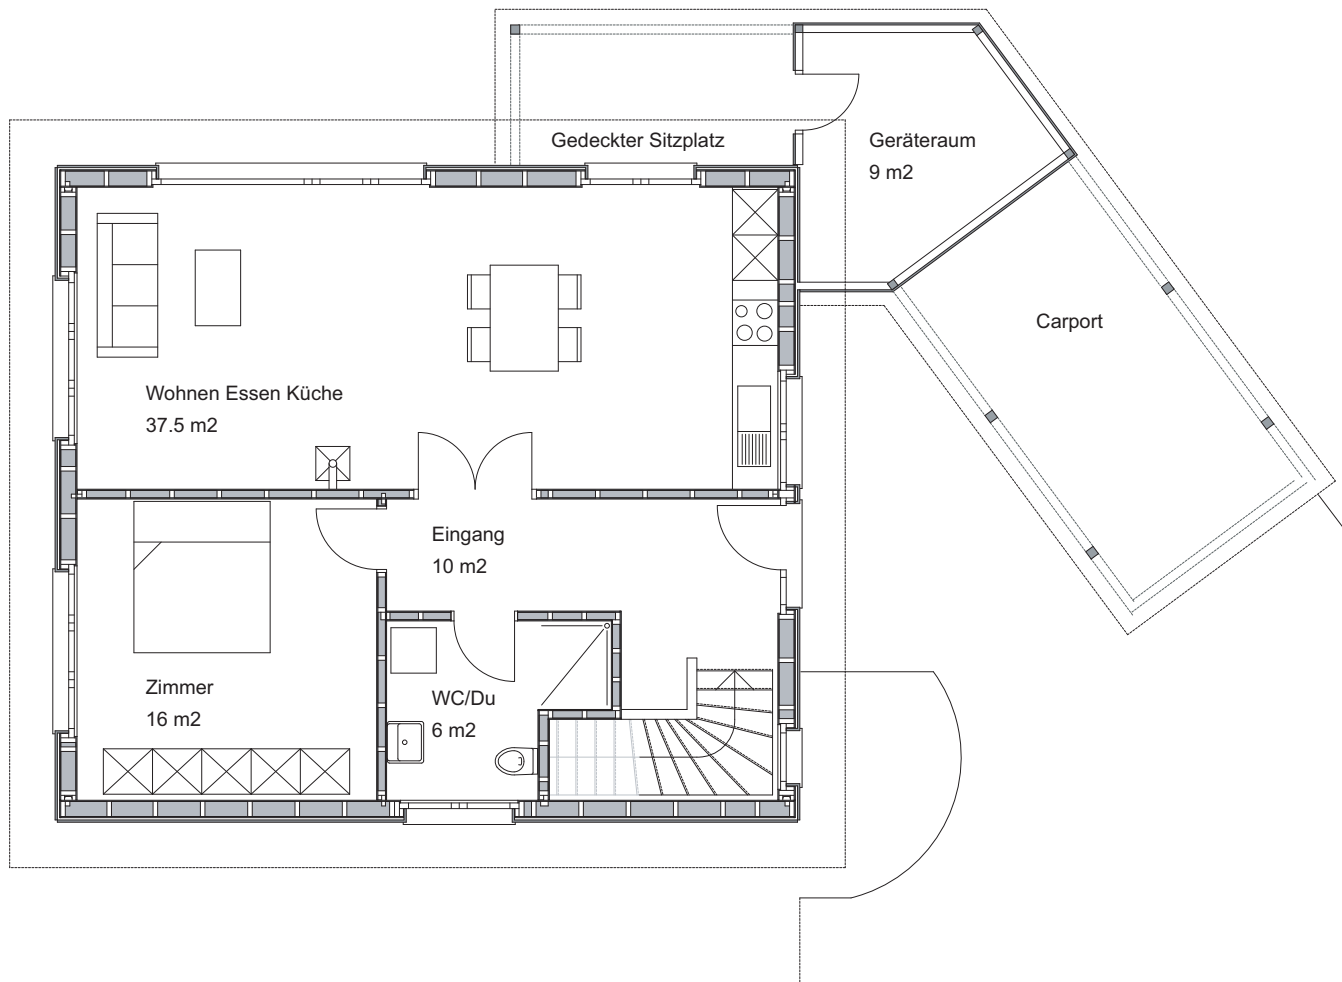 Gedeckter Sitzplatz
Geräteraum
9 m2
Carport
Wohnen Essen Küche
37.5 m2
Eingang
10 m2
Zimmer
16 m2
WC/Du
6 m2